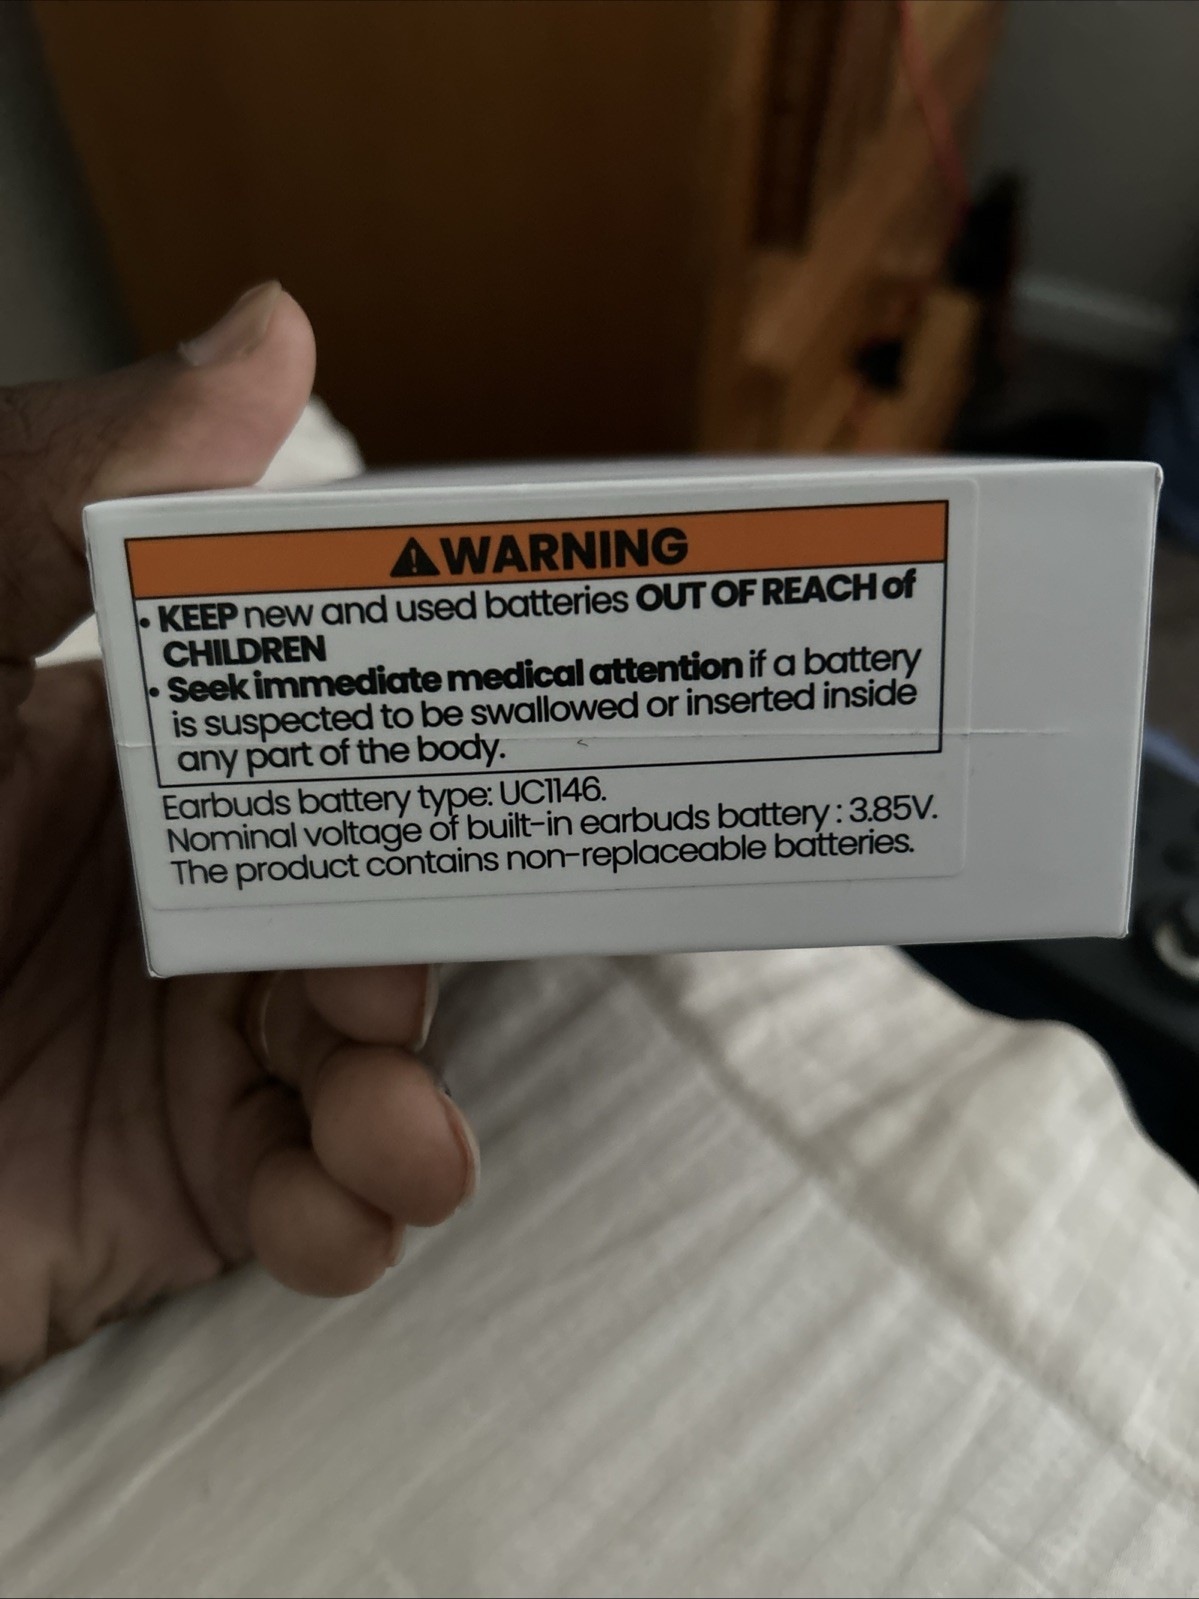 ⚠WARNING
• KEEP new and used batteries OUT OF REACH of
CHILDREN
• Seek immediate medical attention if a battery
is suspected to be swallowed or inserted inside
any part of the body.
Earbuds battery type: UC1146.
Nominal voltage of built-in earbuds battery : 3.85V.
The product contains non-replaceable batteries.